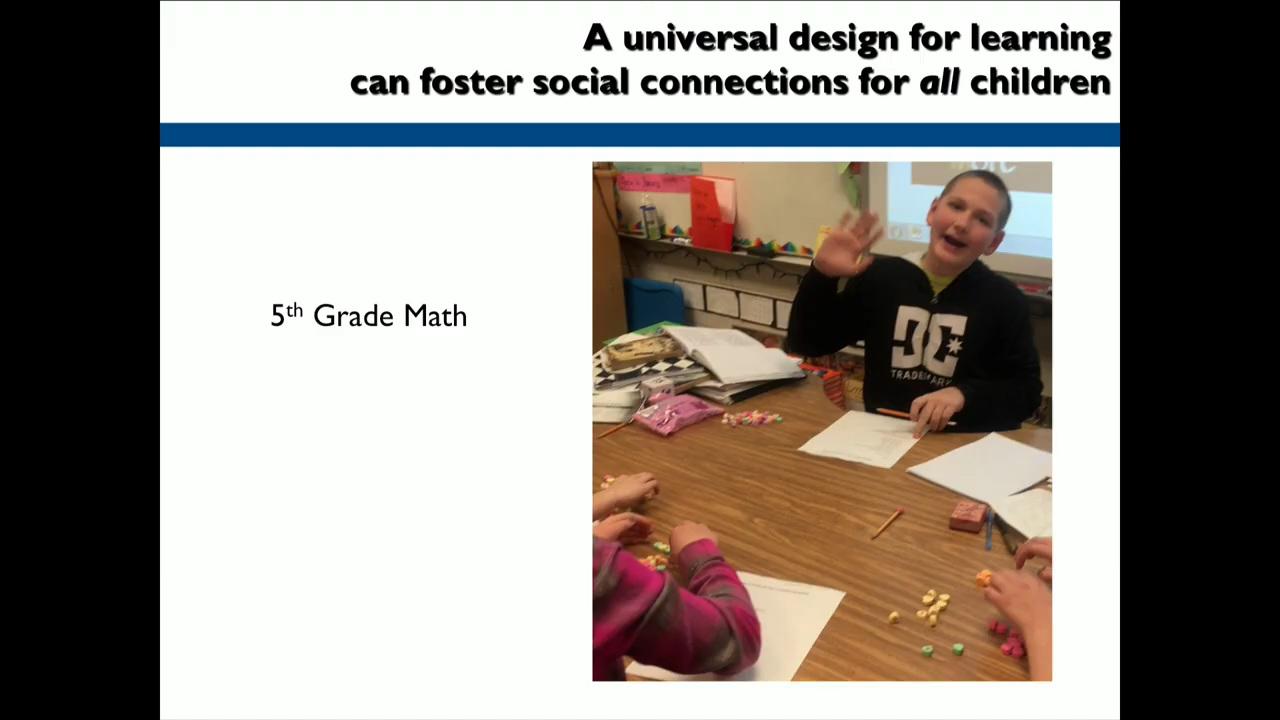 A universal design for learning
can foster social connections for all children
5th Grade Math
DC
TRADEMARK